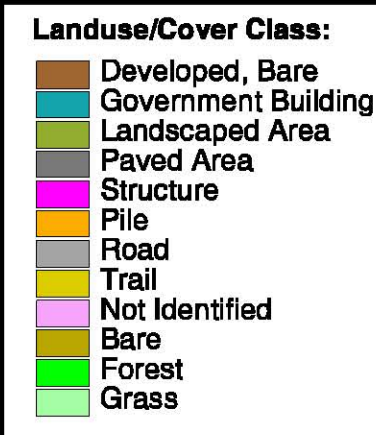 Landuse/Cover Class:
Developed, Bare
Government Building
Landscaped Area
Paved Area
Structure
Pile
Road
Trail
Not Identified
Bare
Forest
Grass